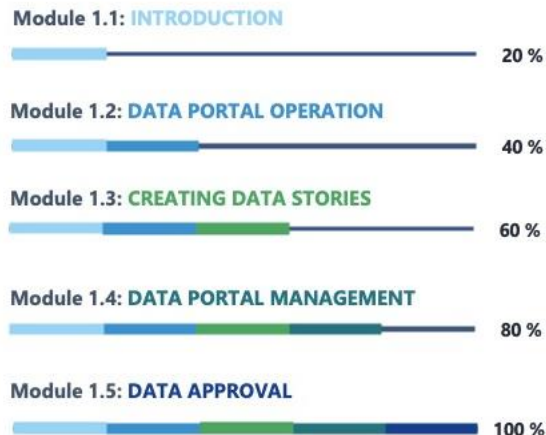 Module 1.1: INTRODUCTION
20 %
Module 1.2: DATA PORTAL OPERATION
40 %
Module 1.3: CREATING DATA STORIES
60 %
Module 1.4: DATA PORTAL MANAGEMENT
80 %
Module 1.5: DATA APPROVAL
100 %